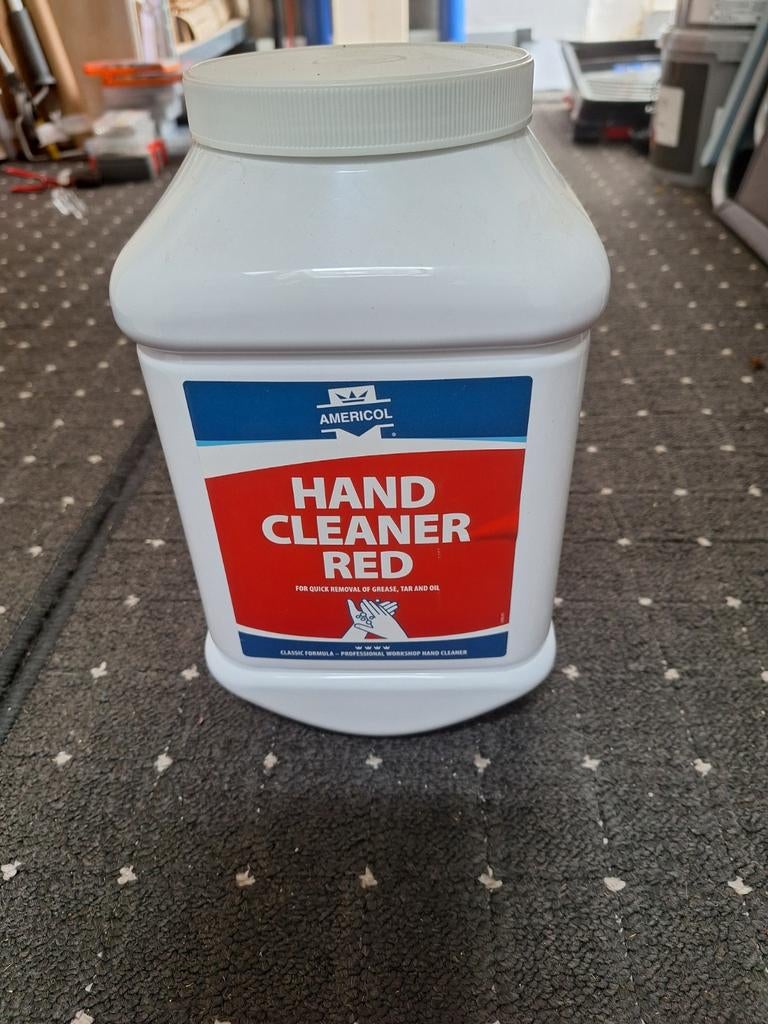 AMERICOL
HAND
CLEANER
RED
FOR QUICK REMOVAL OF GREASE, TAR AND OIL
CLASSIC FORMULA – PROFESSIONAL WORKSHOP HAND CLEANER